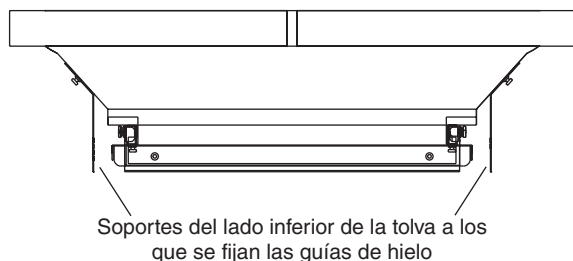 Soportes del lado inferior de la tolva a los
que se fijan las guías de hielo